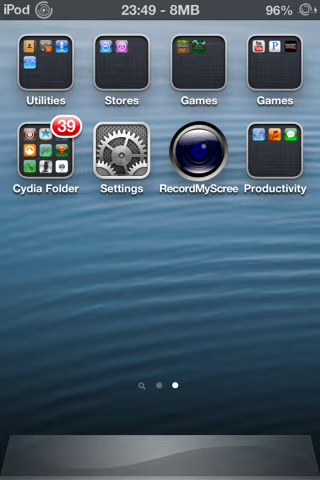 iPod 23:49 - 8MB 96%
Utilities Stores Games Games
39
Cydia Folder Settings RecordMyScree Productivity